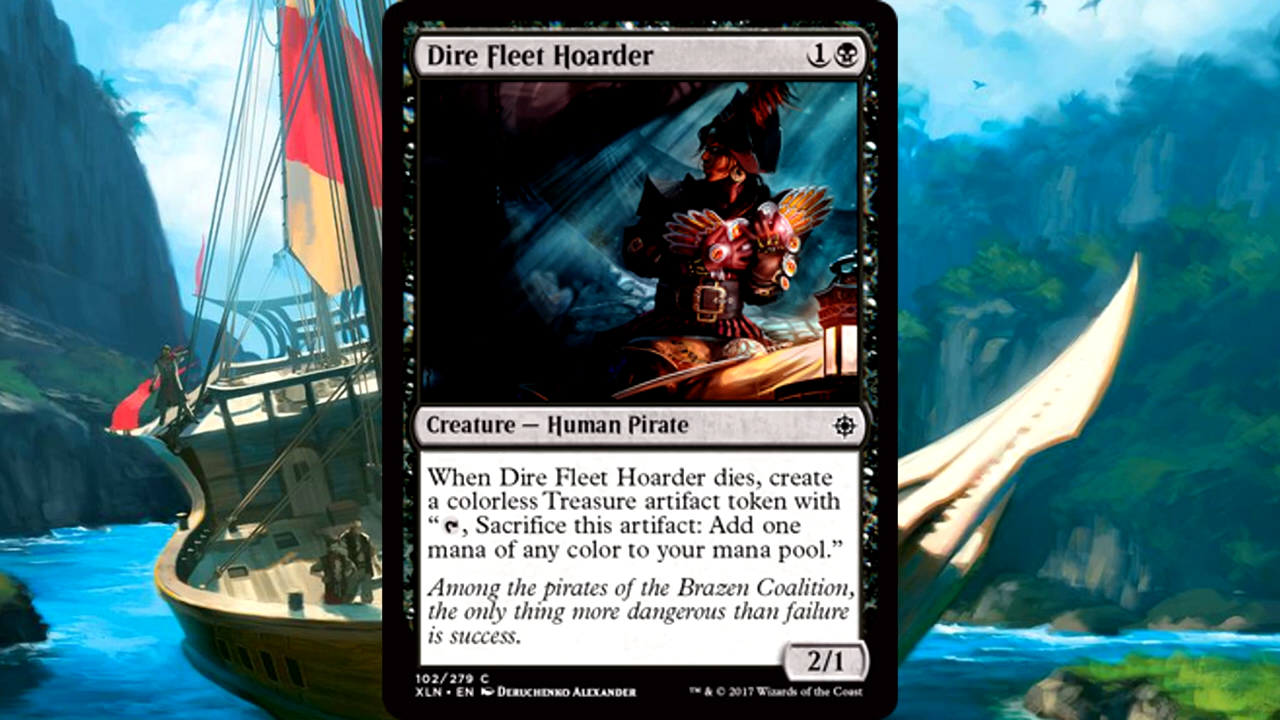 Dire Fleet Hoarder 1
Creature — Human Pirate
When Dire Fleet Hoarder dies, create
a colorless Treasure artifact token with
“, Sacrifice this artifact: Add one
mana of any color to your mana pool.”
Among the pirates of the Brazen Coalition,
the only thing more dangerous than failure
is success.
2/1
102/279 C
XLN • EN Deruchenko Alexander
™ & © 2017 Wizards of the Coast